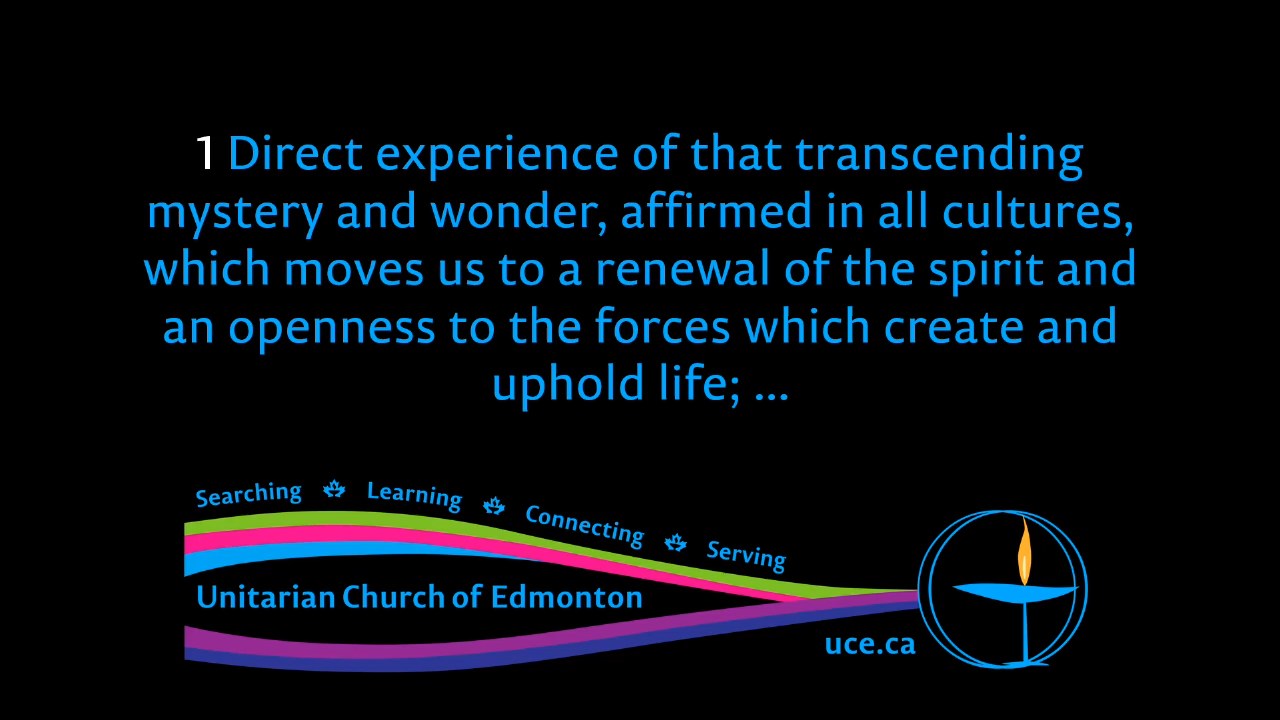 1 Direct experience of that transcending
mystery and wonder, affirmed in all cultures,
which moves us to a renewal of the spirit and
an openness to the forces which create and
uphold life; ...
Searching Learning Connecting Serving
Unitarian Church of Edmonton
uce.ca